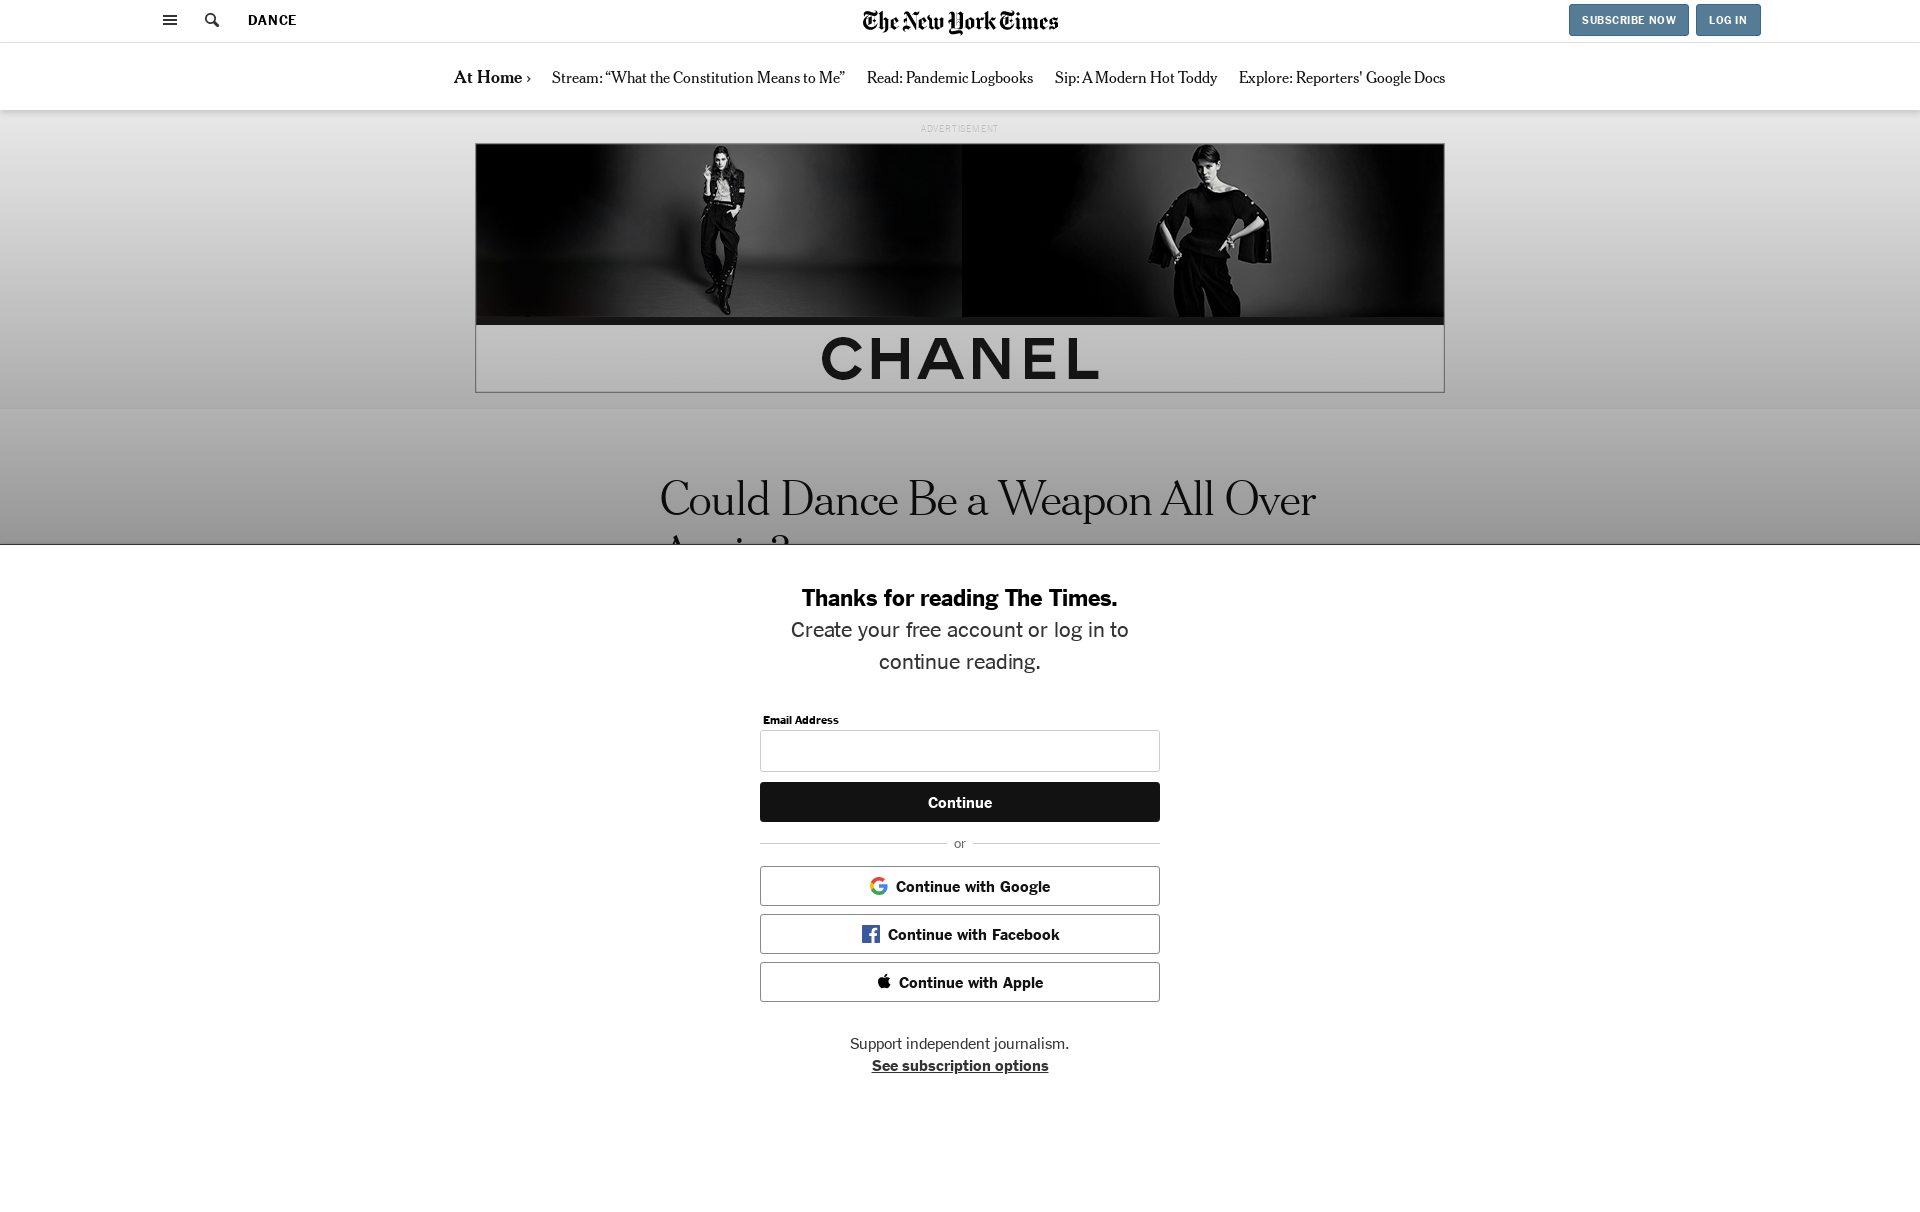 DANCE
The New York Times
SUBSCRIBE NOW
LOG IN
At Home ›
Stream: “What the Constitution Means to Me”
Read: Pandemic Logbooks
Sip: A Modern Hot Toddy
Explore: Reporters' Google Docs
ADVERTISEMENT
CHANEL
Could Dance Be a Weapon All Over
Thanks for reading The Times.
Create your free account or log in to
continue reading.
Email Address
Continue
or
Continue with Google
Continue with Facebook
Continue with Apple
Support independent journalism.
See subscription options